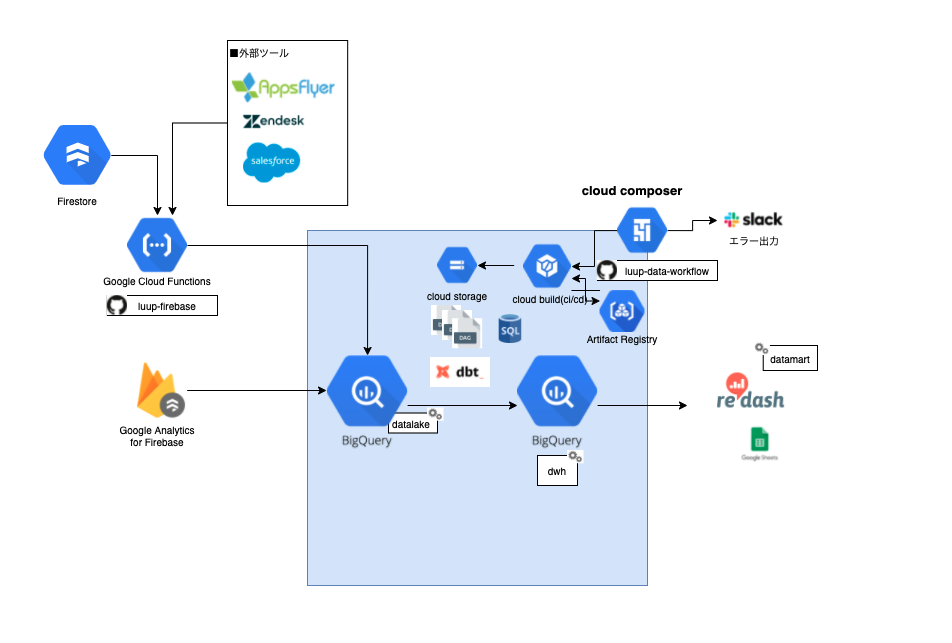 ■外部ツール
AppsFlyer
zendesk
salesforce
Firestore
Google Cloud Functions
luup-firebase
cloud composer
slack
エラー出力
luup-data-workflow
cloud storage
cloud build(ci/cd)
Artifact Registry
DAG
SQL
dbt
Google Analytics
for Firebase
BigQuery
datalake
BigQuery
dwh
datamart
re:dash
Google Sheets